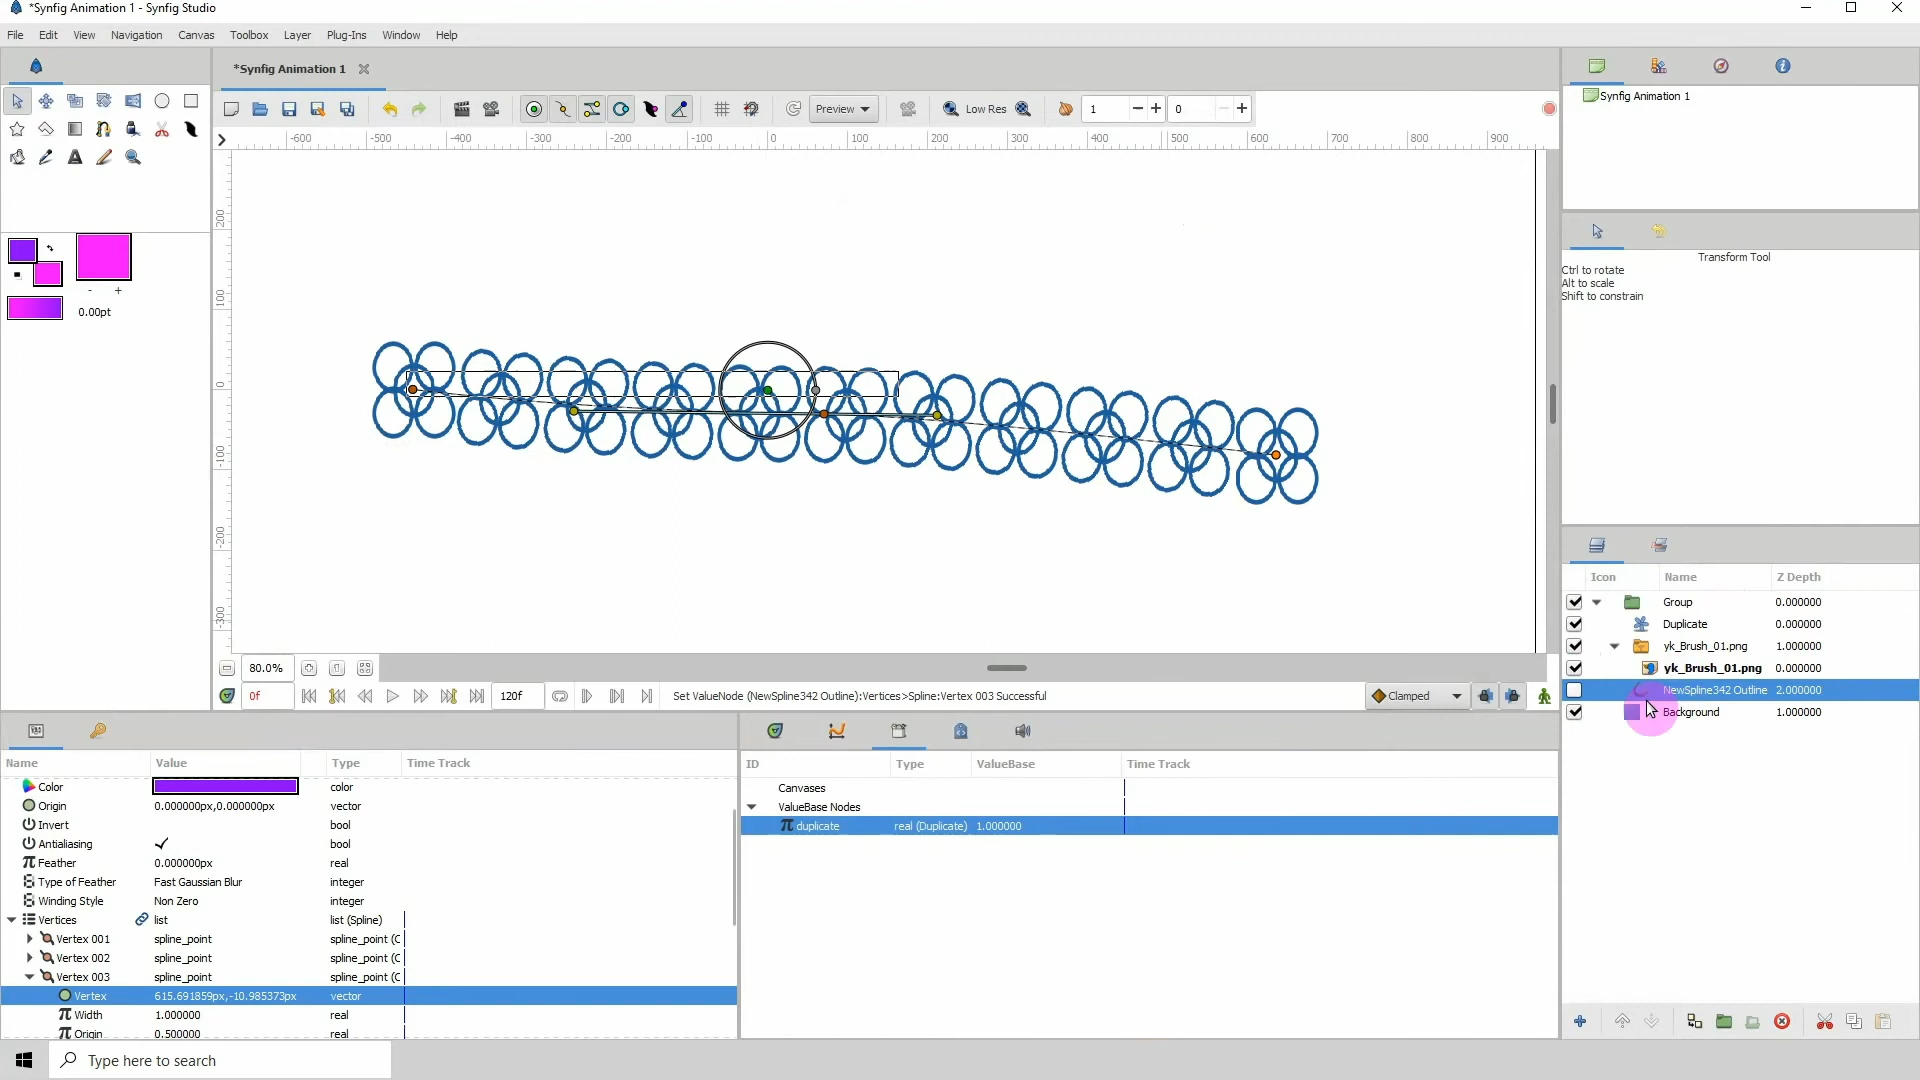 *Synfig Animation 1 - Synfig Studio
File Edit View Navigation Canvas Toolbox Layer Plug-Ins Window Help
*Synfig Animation 1
Preview
Low Res
1
0
-600 -500 -400 -300 -200 -100 0 100 200 300 400 500 600 700 800 900
200
100
0
-100
-200
-300
- +
0.00pt
80.0%
0f
120f
Set ValueNode (NewSpline342 Outline):Vertices>Spline:Vertex 003 Successful
Clamped
Synfig Animation 1
Transform Tool
Ctrl to rotate
Alt to scale
Shift to constrain
Icon Name Z Depth
Group 0.000000
Duplicate 0.000000
yk_Brush_01.png 1.000000
yk_Brush_01.png 0.000000
NewSpline342 Outline 2.000000
Background 1.000000
Name Value Type Time Track
Color color
Origin 0.000000px,0.000000px vector
Invert bool
Antialiasing bool
Feather 0.000000px real
Type of Feather Fast Gaussian Blur integer
Winding Style Non Zero integer
Vertices list list (Spline)
Vertex 001 spline_point spline_point (C
Vertex 002 spline_point spline_point (C
Vertex 003 spline_point spline_point (C
Vertex 615.691859px,-10.985373px vector
Width 1.000000 real
Origin 0.500000 real
ID Type ValueBase Time Track
Canvases
ValueBase Nodes
duplicate real (Duplicate) 1.000000
Type here to search